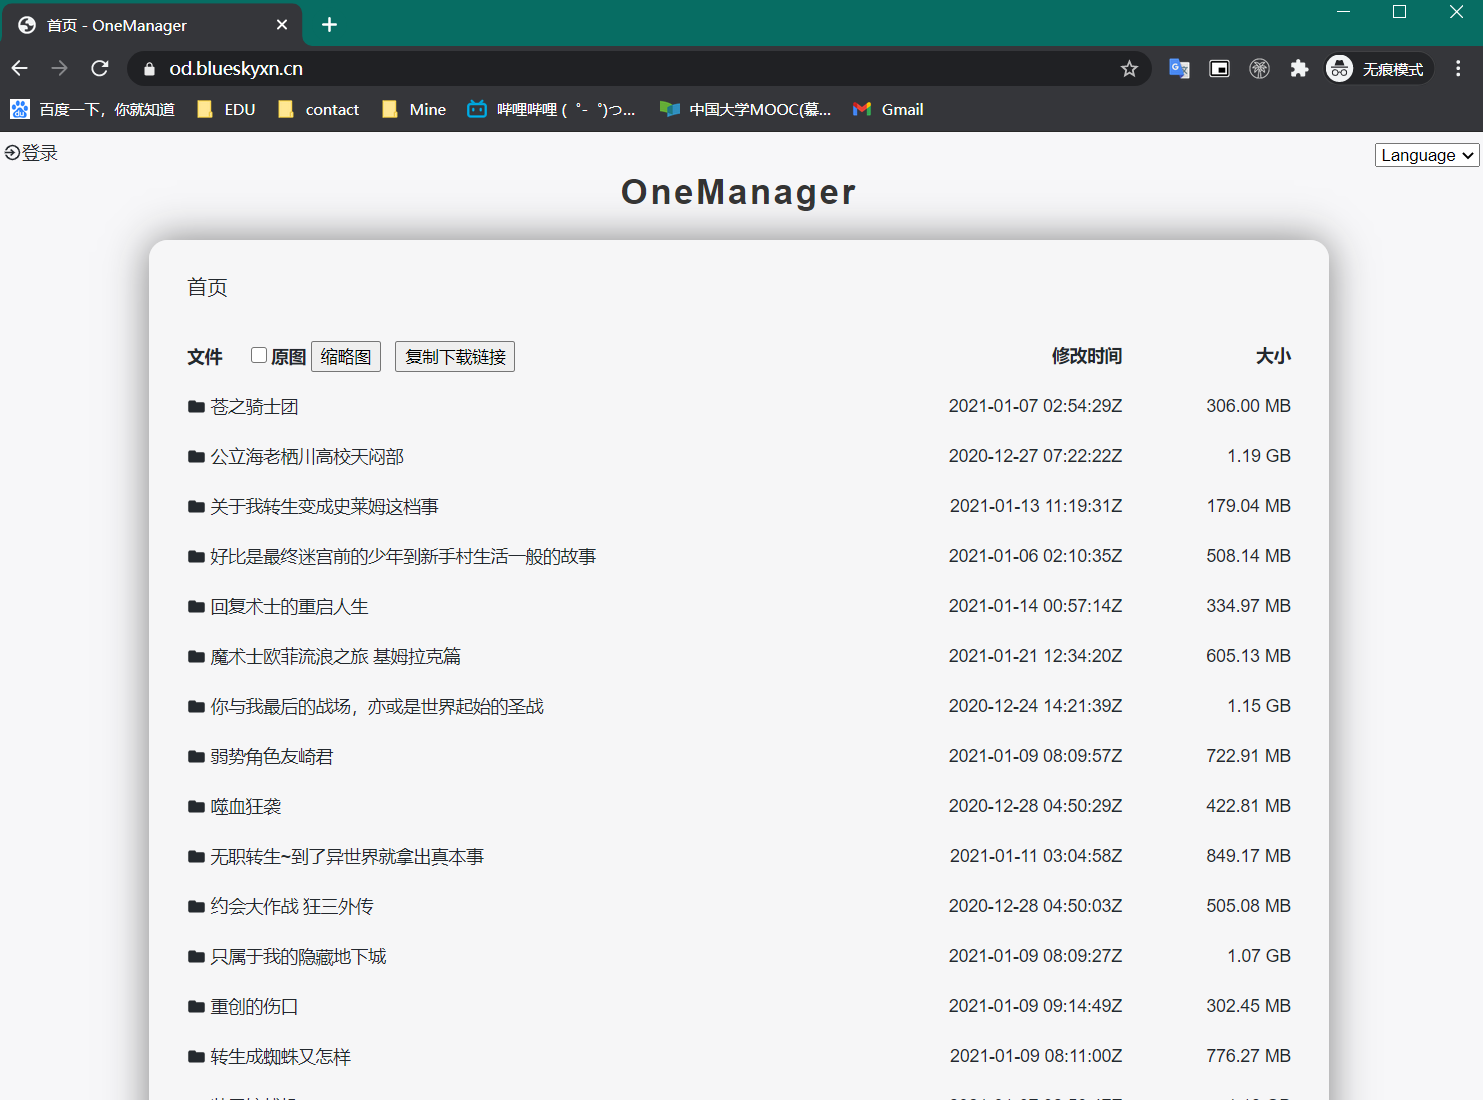 首页 - OneManager
od.blueskyxn.cn
无痕模式
百度一下，你就知道 EDU contact Mine 哔哩哔哩 (゜-゜)つ... 中国大学MOOC(慕... Gmail
登录 Language
OneManager
首页
文件 原图 缩略图 复制下载链接 修改时间 大小
苍之骑士团 2021-01-07 02:54:29Z 306.00 MB
公立海老栖川高校天闷部 2020-12-27 07:22:22Z 1.19 GB
关于我转生变成史莱姆这档事 2021-01-13 11:19:31Z 179.04 MB
好比是最终迷宫前的少年到新手村生活一般的故事 2021-01-06 02:10:35Z 508.14 MB
回复术士的重启人生 2021-01-14 00:57:14Z 334.97 MB
魔术士欧菲流浪之旅 基姆拉克篇 2021-01-21 12:34:20Z 605.13 MB
你与我最后的战场，亦或是世界起始的圣战 2020-12-24 14:21:39Z 1.15 GB
弱势角色友崎君 2021-01-09 08:09:57Z 722.91 MB
噬血狂袭 2020-12-28 04:50:29Z 422.81 MB
无职转生~到了异世界就拿出真本事 2021-01-11 03:04:58Z 849.17 MB
约会大作战 狂三外传 2020-12-28 04:50:03Z 505.08 MB
只属于我的隐藏地下城 2021-01-09 08:09:27Z 1.07 GB
重创的伤口 2021-01-09 09:14:49Z 302.45 MB
转生成蜘蛛又怎样 2021-01-09 08:11:00Z 776.27 MB